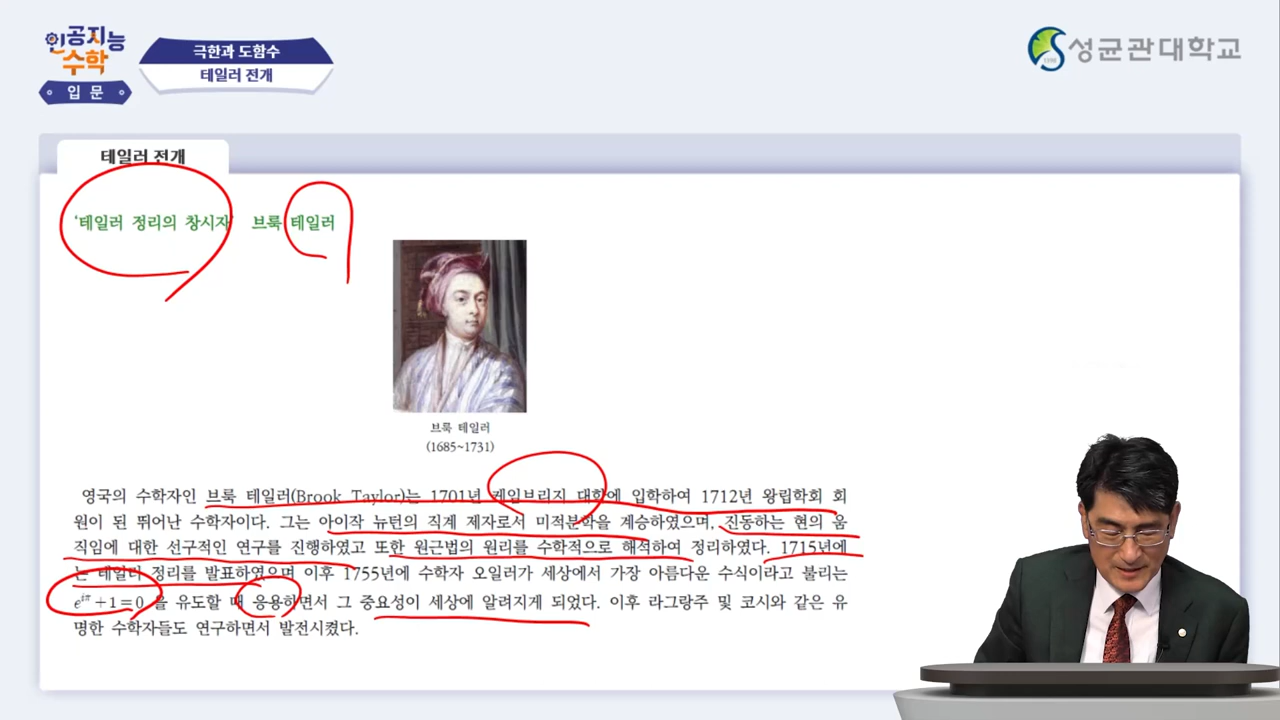 인공지능
수학
입문
극한과 도함수
테일러 전개
성균관대학교
테일러 전개
‘테일러 정리의 창시자’ 브룩 테일러
브룩 테일러
(1685~1731)
영국의 수학자인 브룩 테일러(Brook Taylor)는 1701년 케임브리지 대학에 입학하여 1712년 왕립학회 회
원이 된 뛰어난 수학자이다. 그는 아이작 뉴런의 직계 제자로서 미적분학을 계승하였으며, 진동하는 현의 움
직임에 대한 선구적인 연구를 진행하였고 또한 원근법의 원리를 수학적으로 해석하여 정리하였다. 1715년에
는 테일러 정리를 발표하였으며 이후 1755년에 수학자 오일러가 세상에서 가장 아름다운 수식이라고 불리는
e^{iπ}+1=0 을 유도할 때 응용하면서 그 중요성이 세상에 알려지게 되었다. 이후 라그랑주 및 코시와 같은 유
명한 수학자들도 연구하면서 발전시켰다.